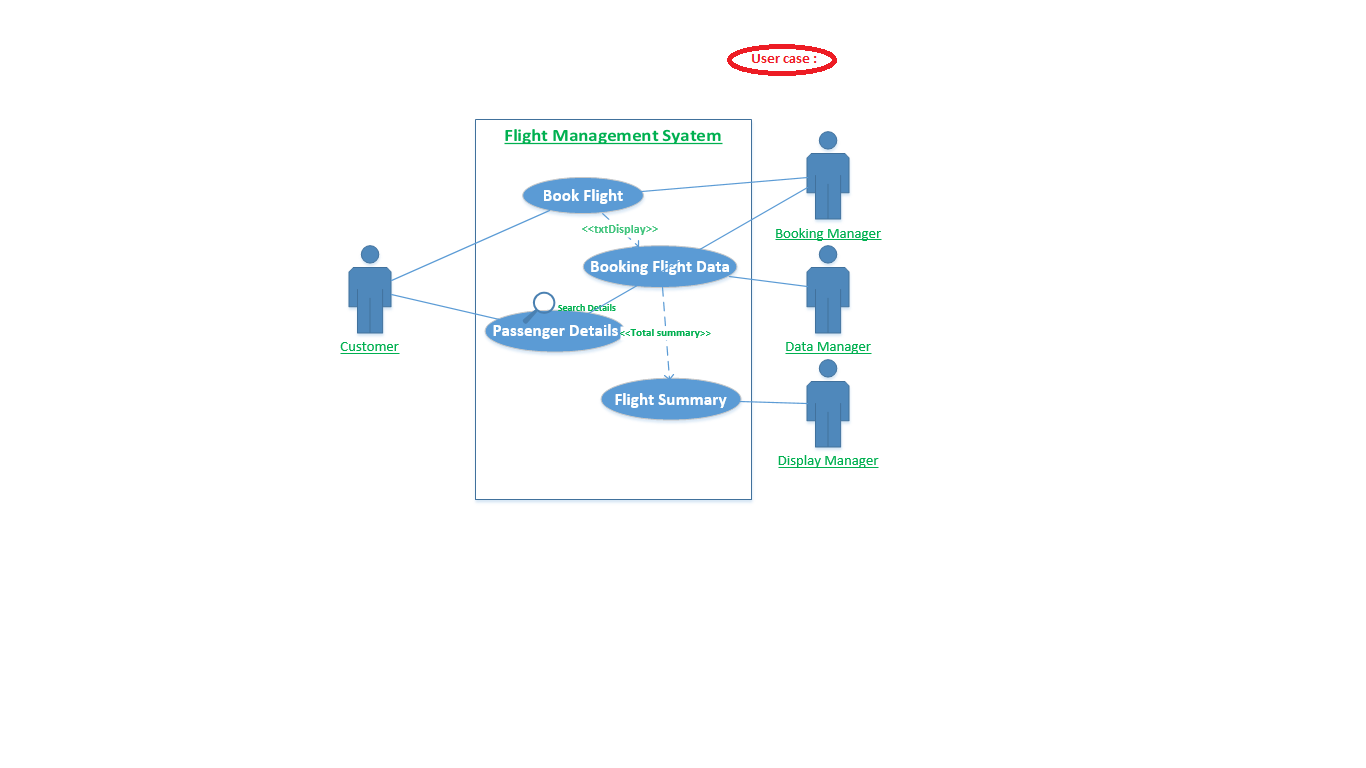 User case :
Flight Management Syatem
Book Flight
<<txtDisplay>>
Booking Manager
Booking Flight Data
Search Details
Passenger Details
<<Total summary>>
Customer
Data Manager
Flight Summary
Display Manager